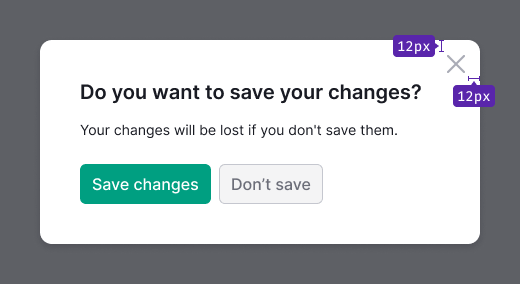 12px
12px
Do you want to save your changes?
Your changes will be lost if you don't save them.
Save changes
Don’t save